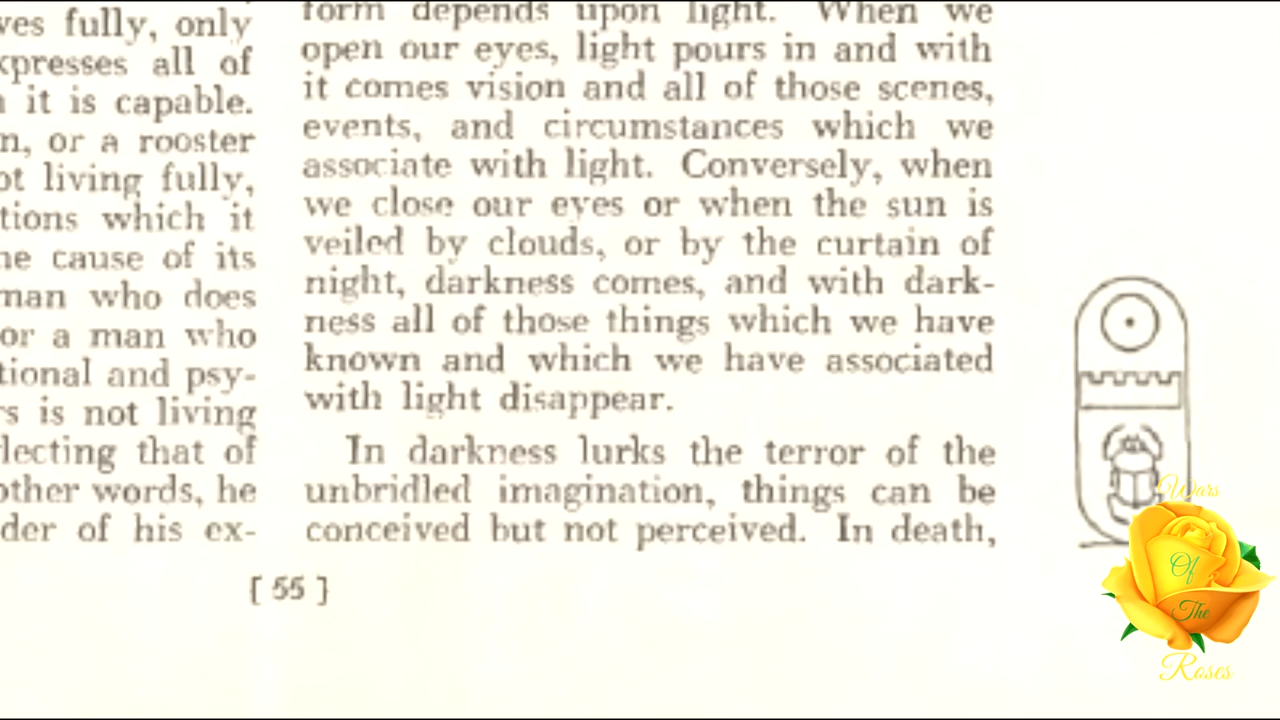 ves fully, only
xpresses all of
it is capable.
n, or a rooster
ot living fully,
tions which it
he cause of its
man who does
or a man who
tional and psy-
rs is not living
lecting that of
other words, he
der of his ex-
form depends upon light. When we
open our eyes, light pours in and with
it comes vision and all of those scenes,
events, and circumstances which we
associate with light. Conversely, when
we close our eyes or when the sun is
veiled by clouds, or by the curtain of
night, darkness comes, and with dark-
ness all of those things which we have
known and which we have associated
with light disappear.
In darkness lurks the terror of the
unbridled imagination, things can be
conceived but not perceived. In death,
[ 55 ]
Wars
Of
The
Roses